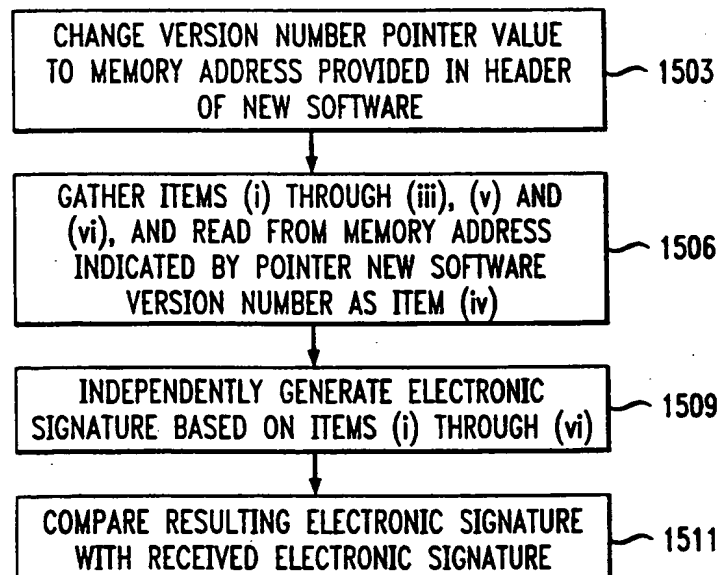 CHANGE VERSION NUMBER POINTER VALUE
TO MEMORY ADDRESS PROVIDED IN HEADER
OF NEW SOFTWARE
1503
GATHER ITEMS (i) THROUGH (iii), (v) AND
(vi), AND READ FROM MEMORY ADDRESS
INDICATED BY POINTER NEW SOFTWARE
VERSION NUMBER AS ITEM (iv)
1506
INDEPENDENTLY GENERATE ELECTRONIC
SIGNATURE BASED ON ITEMS (i) THROUGH (vi)
1509
COMPARE RESULTING ELECTRONIC SIGNATURE
WITH RECEIVED ELECTRONIC SIGNATURE
1511